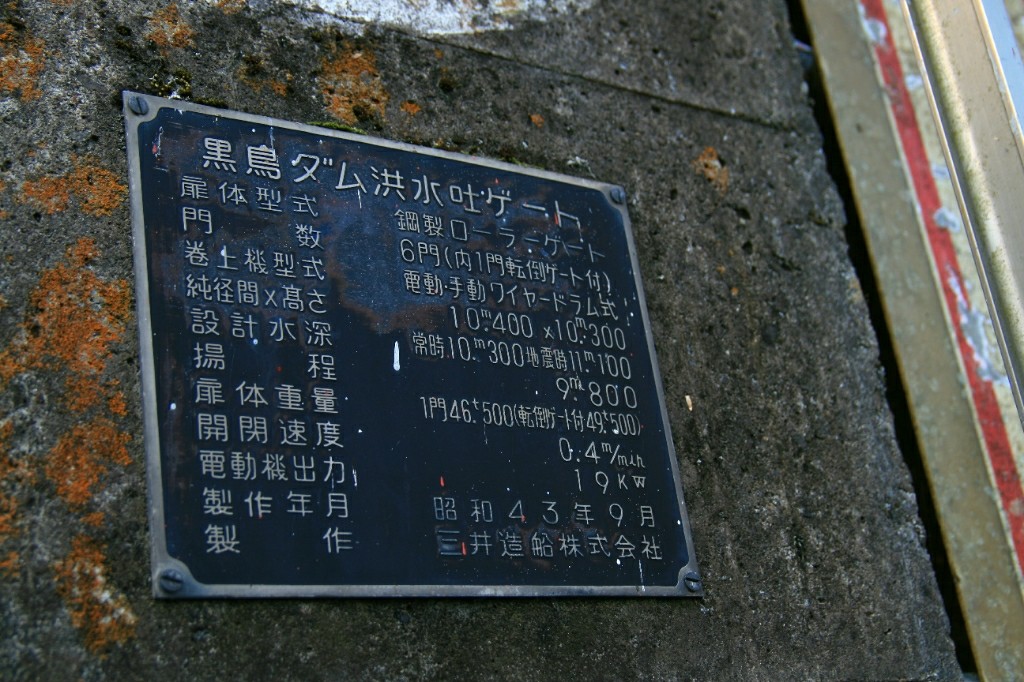 黒鳥ダム洪水吐ゲート
扉体型式 鋼製ローラーゲート
門数 6門(内1門転倒ゲート付)
巻上機型式 電動・手動ワイヤードラム式
純径間×高さ 10m400×10m300
設計水深 常時10m300地震時11m100
揚程 9m800
扉体重量 1門46t500(転倒ゲート付49t500)
開閉速度 0.4m/min
電動機出力 19KW
製作年月 昭和43年9月
製作 三井造船株式会社